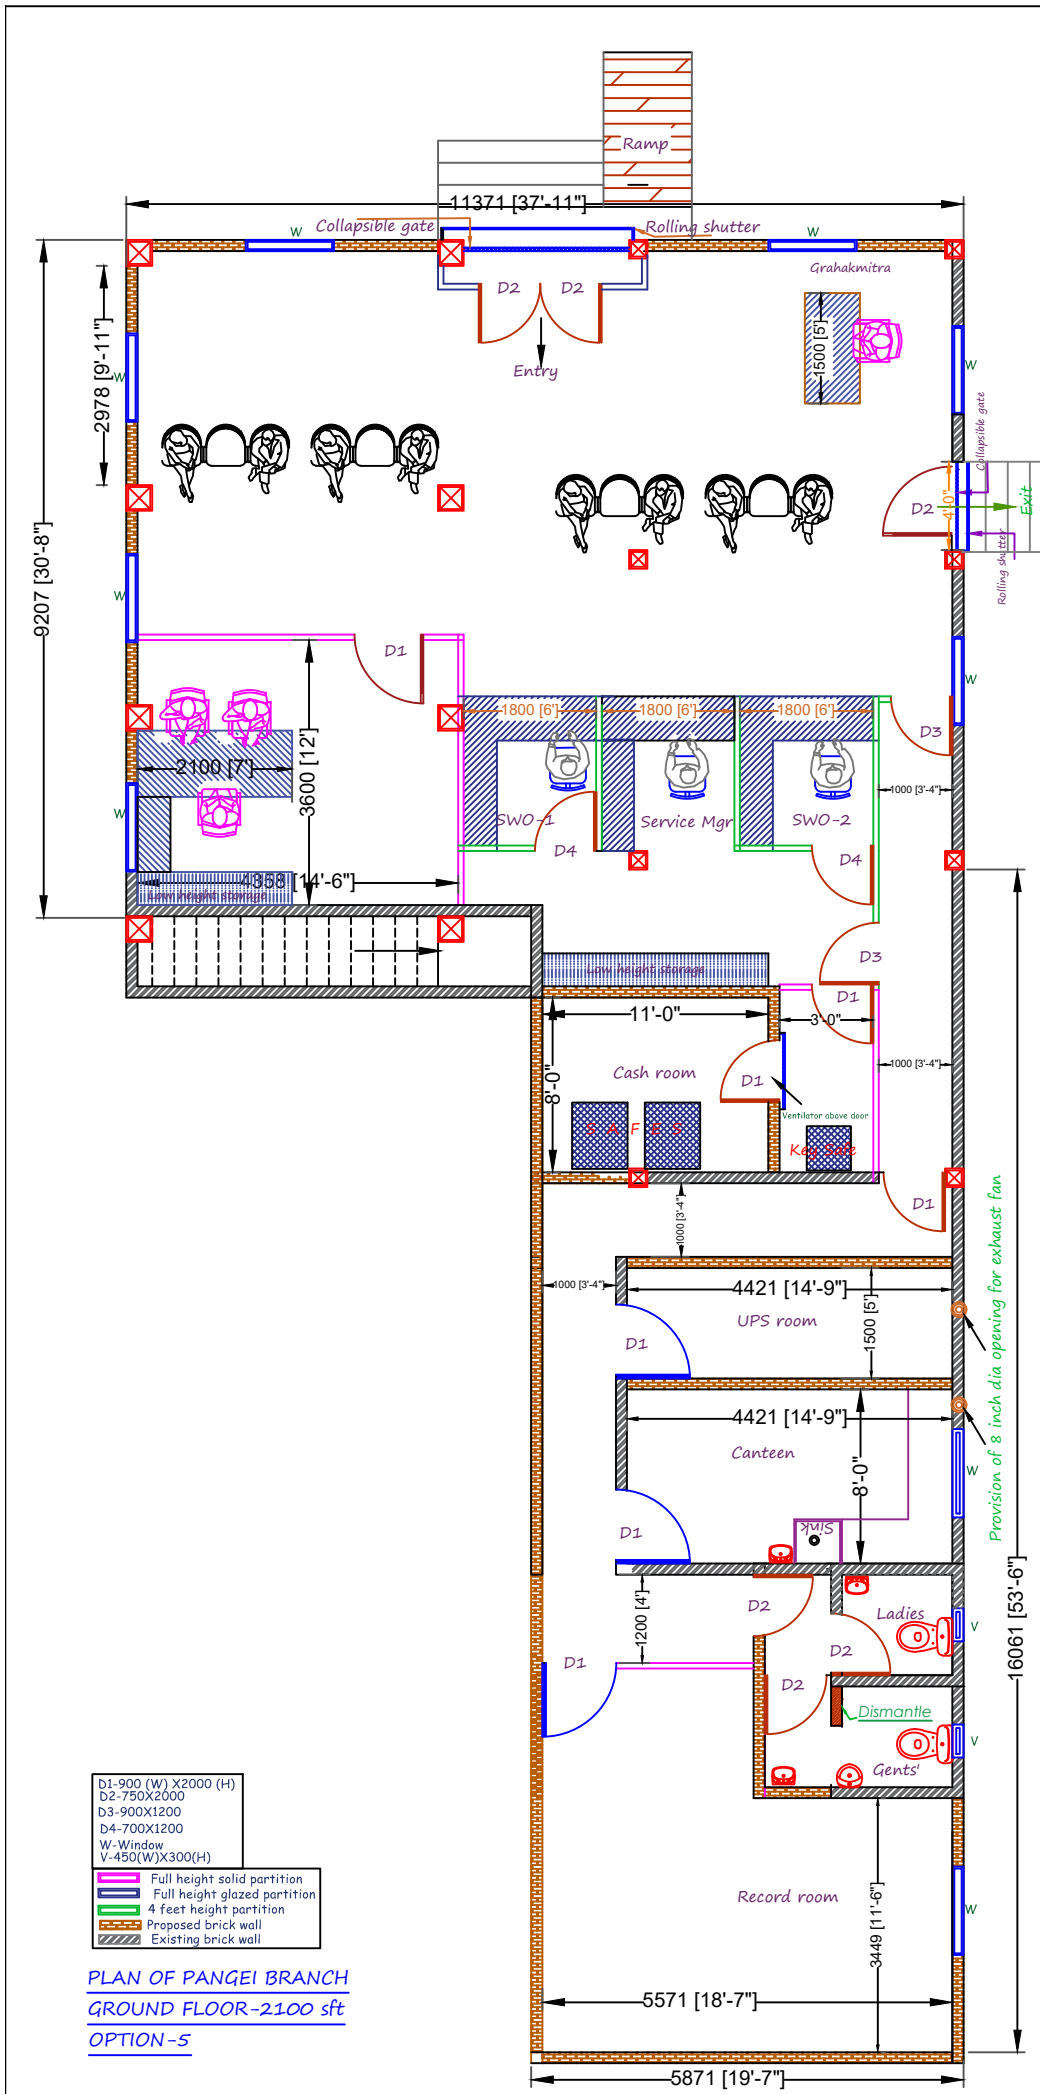 Ramp
11371 [37'-11"]
Collapsible gate
Rolling shutter
W
W
Grahakmitra
D2
D2
1500 [5']
Entry
2978 [9'-11"]
W
W
Collapsible gate
D2
4'-0"
Exit
Rolling shutter
9207 [30'-8"]
W
D1
W
1800 [6']
1800 [6']
1800 [6']
D3
2100 [7']
3600 [12']
1000 [3'-4"]
W
SWO-1
Service Mgr
SWO-2
D4
D4
4358 [14'-6"]
Low height storage
D3
Low height storage
D1
11'-0"
3'-0"
Cash room
8'-0"
D1
1000 [3'-4"]
Ventilator above door
S A F E S
Key Safe
D1
1000 [3'-4"]
1000 [3'-4"]
4421 [14'-9"]
UPS room
1500 [5']
D1
Provision of 8 inch dia opening for exhaust fan
4421 [14'-9"]
Canteen
W
8'-0"
D1
Sink
16061 [53'-6"]
1200 [4']
D2
Ladies
V
D2
D1
D2
Dismantle
V
Gents'
D1-900 (W) X2000 (H)
D2-750X2000
D3-900X1200
D4-700X1200
W-Window
V-450(W)X300(H)
Full height solid partition
Full height glazed partition
4 feet height partition
Proposed brick wall
Existing brick wall
Record room
W
3449 [11'-6"]
PLAN OF PANGEI BRANCH
GROUND FLOOR-2100 sft
OPTION-5
5571 [18'-7"]
5871 [19'-7"]